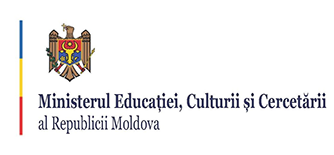 Ministerul Educației, Culturii și Cercetării
al Republicii Moldova